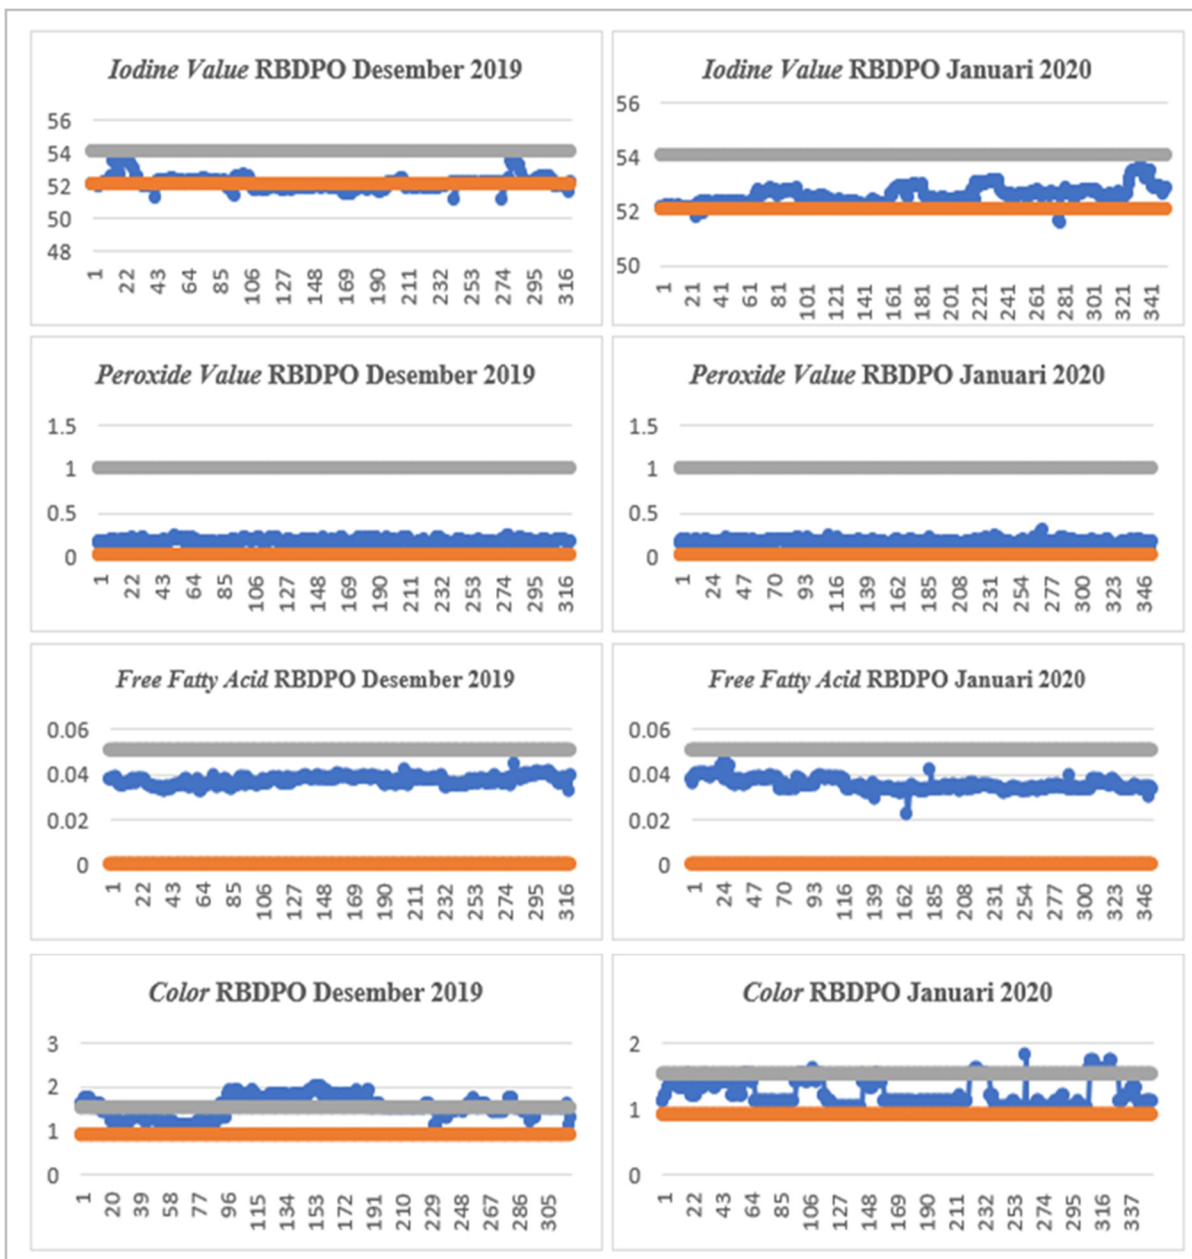 Iodine Value RBDPO Desember 2019
56
54
52
50
48
1 22 43 64 85 106 127 148 169 190 211 232 253 274 295 316
Iodine Value RBDPO Januari 2020
56
54
52
50
1 21 41 61 81 101 121 141 161 181 201 221 241 261 281 301 321 341
Peroxide Value RBDPO Desember 2019
1.5
1
0.5
0
1 22 43 64 85 106 127 148 169 190 211 232 253 274 295 316
Peroxide Value RBDPO Januari 2020
1.5
1
0.5
0
1 24 47 70 93 116 139 162 185 208 231 254 277 300 323 346
Free Fatty Acid RBDPO Desember 2019
0.06
0.04
0.02
0
1 22 43 64 85 106 127 148 169 190 211 232 253 274 295 316
Free Fatty Acid RBDPO Januari 2020
0.06
0.04
0.02
0
1 24 47 70 93 116 139 162 185 208 231 254 277 300 323 346
Color RBDPO Desember 2019
3
2
1
0
1 20 39 58 77 96 115 134 153 172 191 210 229 248 267 286 305
Color RBDPO Januari 2020
2
1
0
1 22 43 64 85 106 127 148 169 190 211 232 253 274 295 316 337